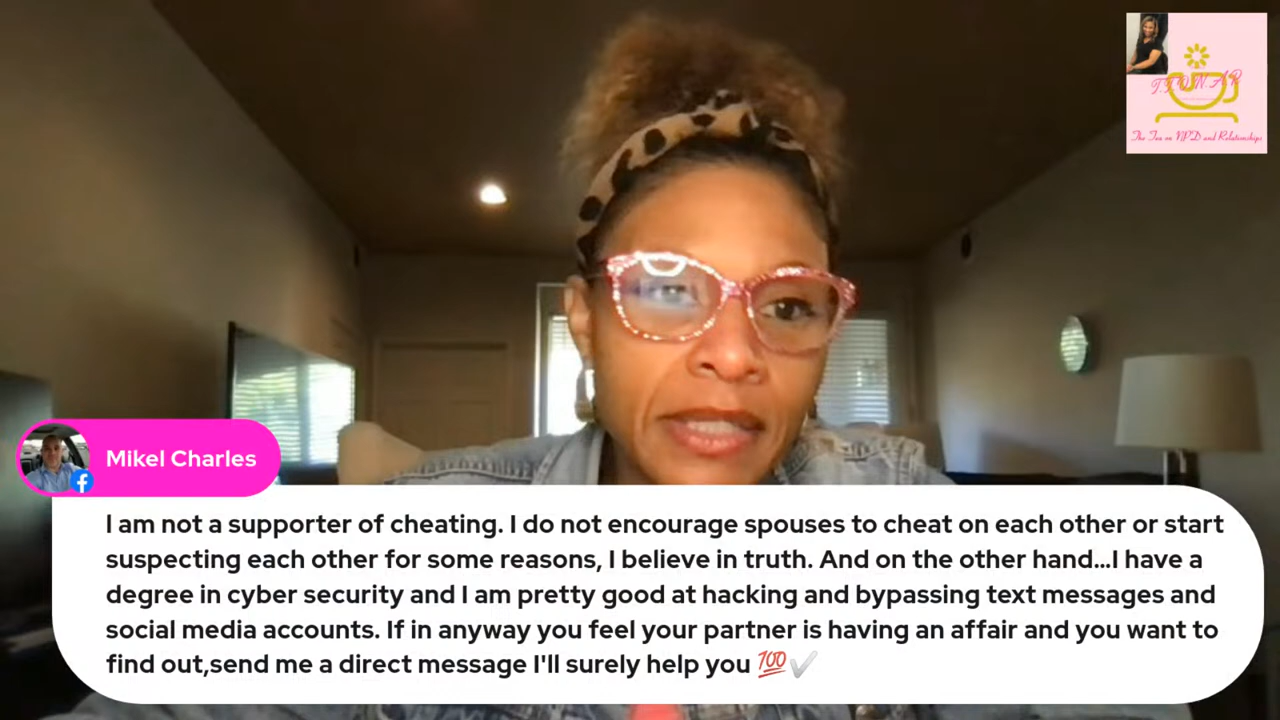 T.T.O.N.A.R
The Tea on NPD and Relationships
Mikel Charles
I am not a supporter of cheating. I do not encourage spouses to cheat on each other or start
suspecting each other for some reasons, I believe in truth. And on the other hand...I have a
degree in cyber security and I am pretty good at hacking and bypassing text messages and
social media accounts. If in anyway you feel your partner is having an affair and you want to
find out,send me a direct message I'll surely help you 💯✔️